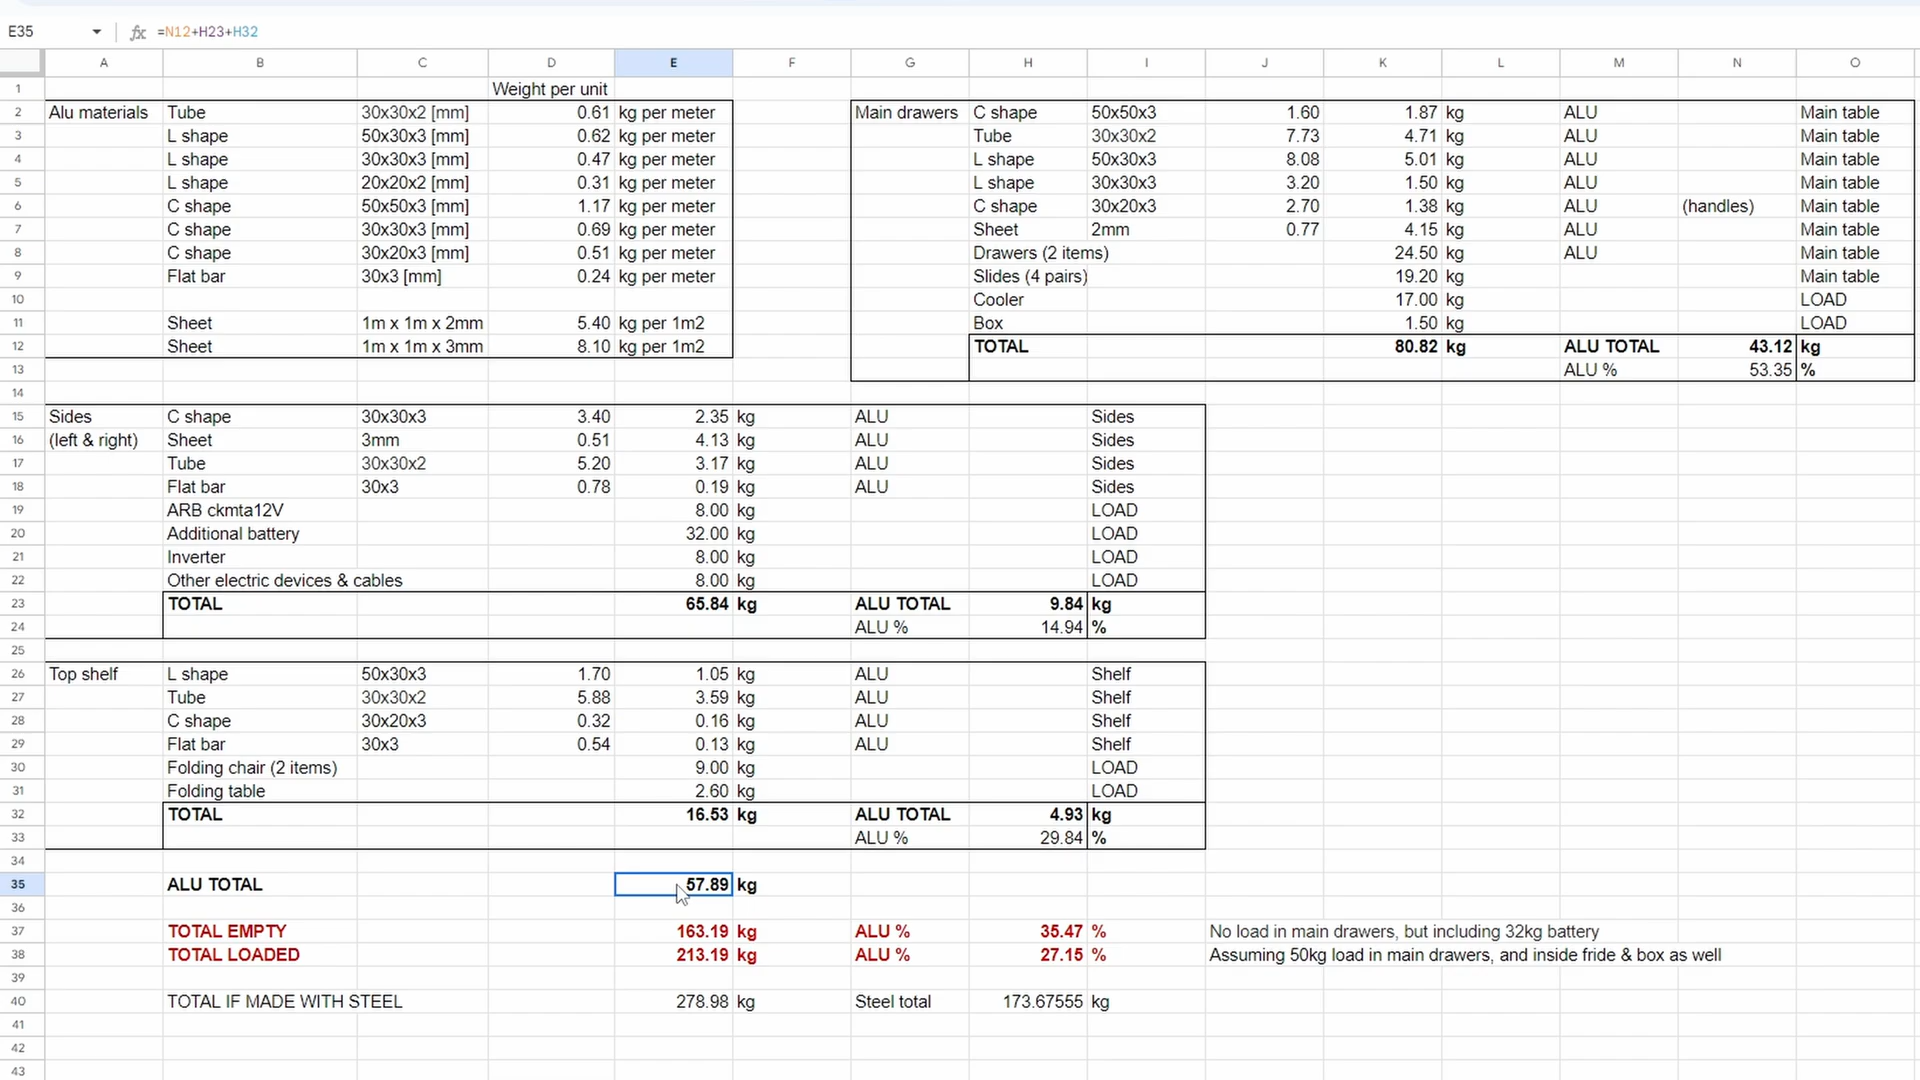 E35 fx =N12+H23+H32
A B C D E F G H I J K L M N O
1 Weight per unit
2 Alu materials Tube 30x30x2 [mm] 0.61 kg per meter Main drawers C shape 50x50x3 1.60 1.87 kg ALU Main table
3 L shape 50x30x3 [mm] 0.62 kg per meter Tube 30x30x2 7.73 4.71 kg ALU Main table
4 L shape 30x30x3 [mm] 0.47 kg per meter L shape 50x30x3 8.08 5.01 kg ALU Main table
5 L shape 20x20x2 [mm] 0.31 kg per meter L shape 30x30x3 3.20 1.50 kg ALU Main table
6 C shape 50x50x3 [mm] 1.17 kg per meter C shape 30x20x3 2.70 1.38 kg ALU (handles) Main table
7 C shape 30x30x3 [mm] 0.69 kg per meter Sheet 2mm 0.77 4.15 kg ALU Main table
8 C shape 30x20x3 [mm] 0.51 kg per meter Drawers (2 items) 24.50 kg ALU Main table
9 Flat bar 30x3 [mm] 0.24 kg per meter Slides (4 pairs) 19.20 kg Main table
10 Cooler 17.00 kg LOAD
11 Sheet 1m x 1m x 2mm 5.40 kg per 1m2 Box 1.50 kg LOAD
12 Sheet 1m x 1m x 3mm 8.10 kg per 1m2 TOTAL 80.82 kg ALU TOTAL 43.12 kg
13 ALU % 53.35 %
14
15 Sides C shape 30x30x3 3.40 2.35 kg ALU Sides
16 (left & right) Sheet 3mm 0.51 4.13 kg ALU Sides
17 Tube 30x30x2 5.20 3.17 kg ALU Sides
18 Flat bar 30x3 0.78 0.19 kg ALU Sides
19 ARB ckmta12V 8.00 kg LOAD
20 Additional battery 32.00 kg LOAD
21 Inverter 8.00 kg LOAD
22 Other electric devices & cables 8.00 kg LOAD
23 TOTAL 65.84 kg ALU TOTAL 9.84 kg
24 ALU % 14.94 %
25
26 Top shelf L shape 50x30x3 1.70 1.05 kg ALU Shelf
27 Tube 30x30x2 5.88 3.59 kg ALU Shelf
28 C shape 30x20x3 0.32 0.16 kg ALU Shelf
29 Flat bar 30x3 0.54 0.13 kg ALU Shelf
30 Folding chair (2 items) 9.00 kg LOAD
31 Folding table 2.60 kg LOAD
32 TOTAL 16.53 kg ALU TOTAL 4.93 kg
33 ALU % 29.84 %
34
35 ALU TOTAL 57.89 kg
36
37 TOTAL EMPTY 163.19 kg ALU % 35.47 % No load in main drawers, but including 32kg battery
38 TOTAL LOADED 213.19 kg ALU % 27.15 % Assuming 50kg load in main drawers, and inside fride & box as well
39
40 TOTAL IF MADE WITH STEEL 278.98 kg Steel total 173.67555 kg
41
42
43